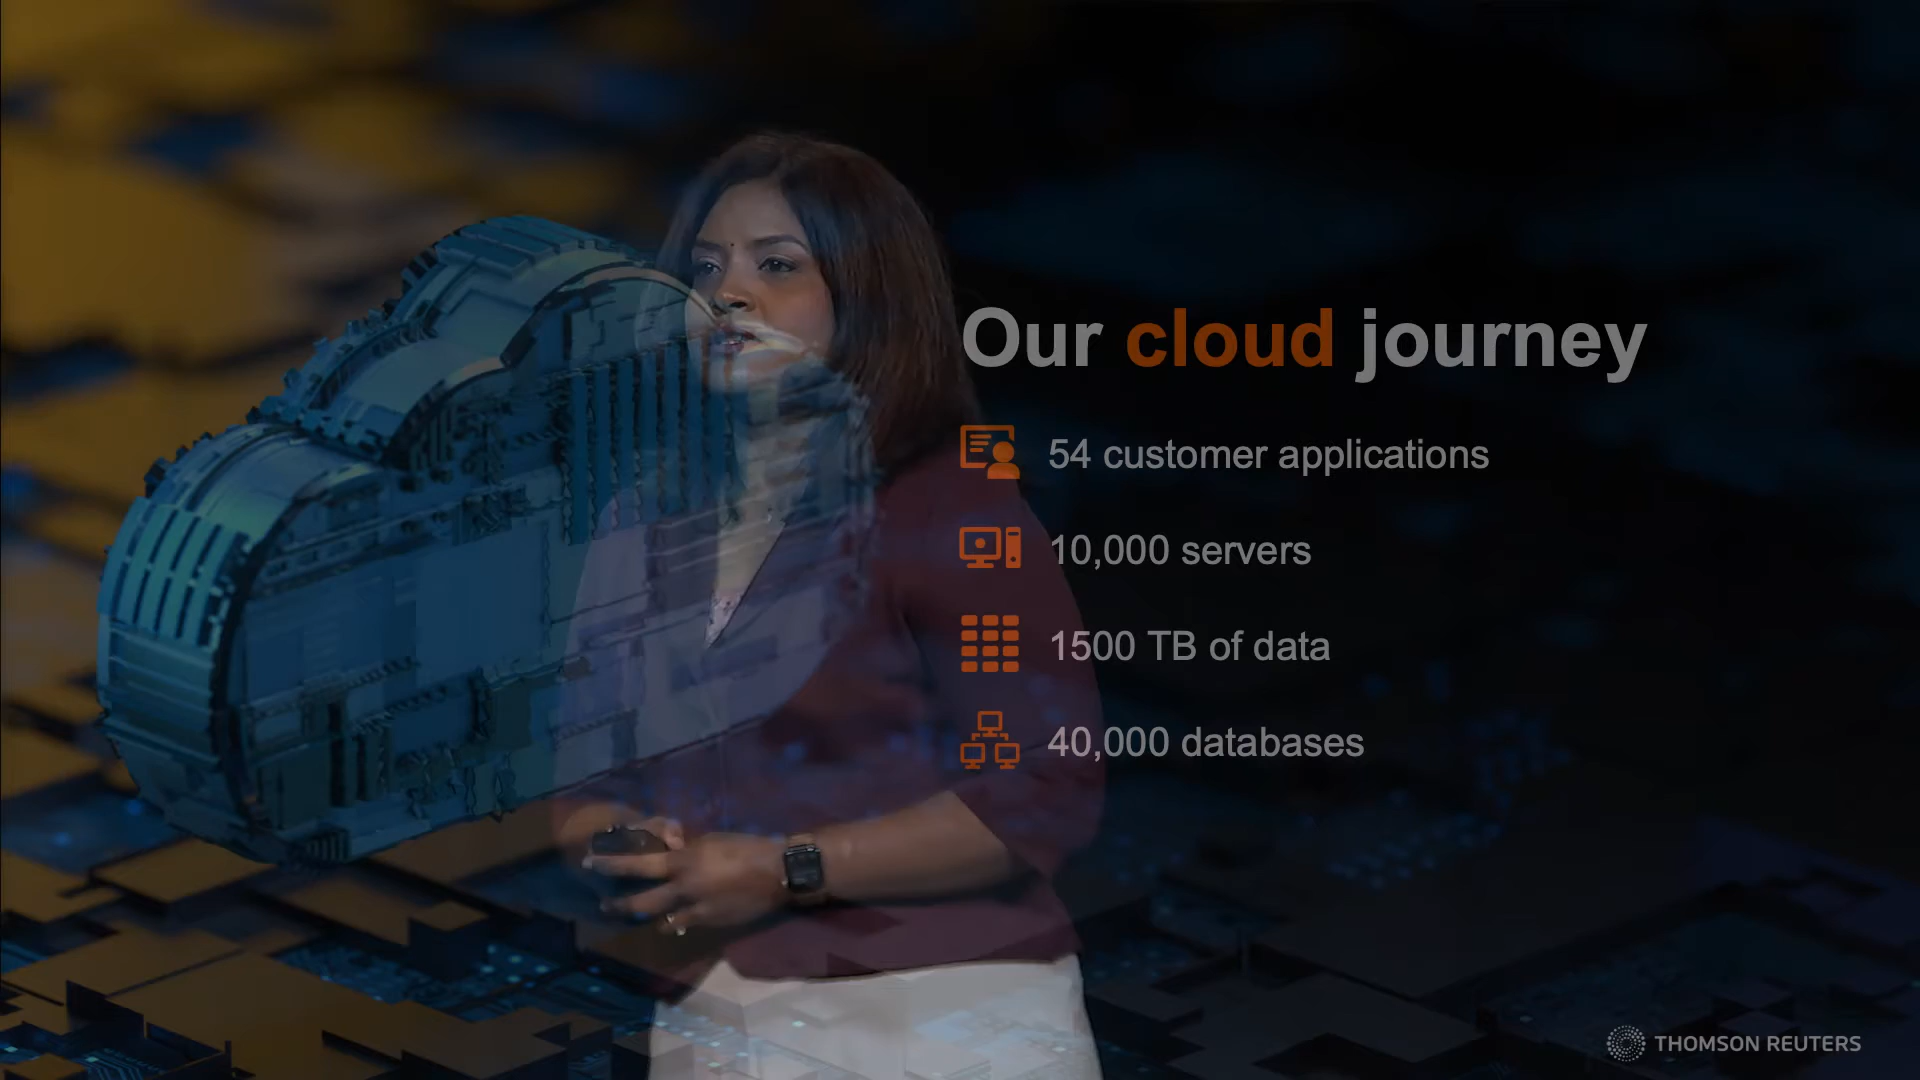 Our cloud journey
54 customer applications
10,000 servers
1500 TB of data
40,000 databases
THOMSON REUTERS